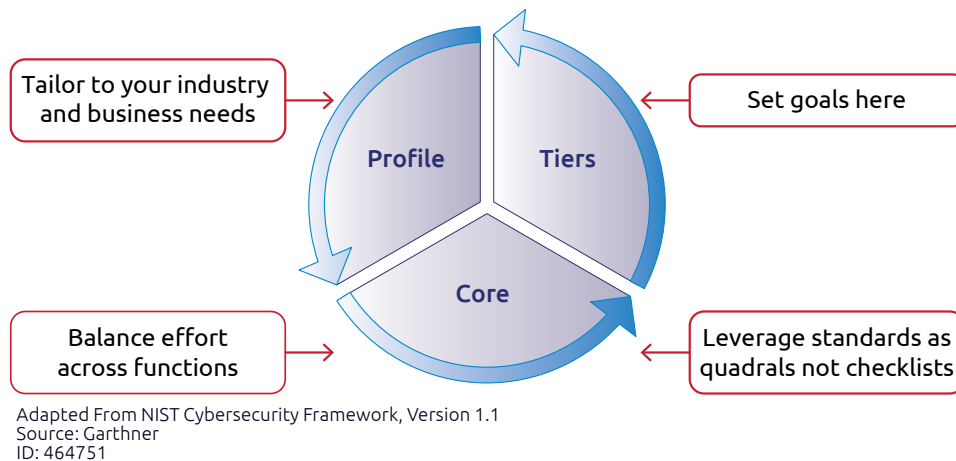 Tailor to your industry
and business needs
Profile
Tiers
Set goals here
Core
Balance effort
across functions
Leverage standards as
quadrals not checklists
Adapted From NIST Cybersecurity Framework, Version 1.1
Source: Garthner
ID: 464751